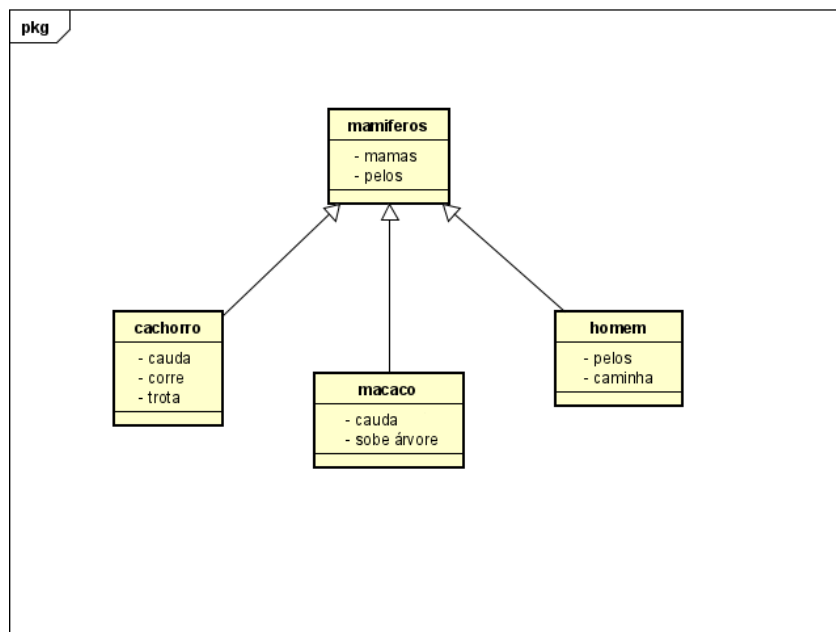 pkg
mamiferos
- mamas
- pelos
cachorro
- cauda
- corre
- trota
macaco
- cauda
- sobe árvore
homem
- pelos
- caminha